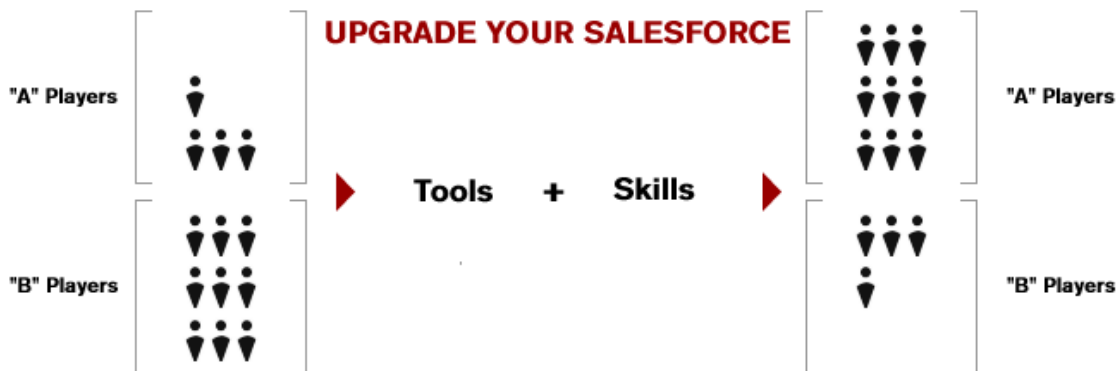 UPGRADE YOUR SALESFORCE
"A" Players
"A" Players
Tools + Skills
"B" Players
"B" Players